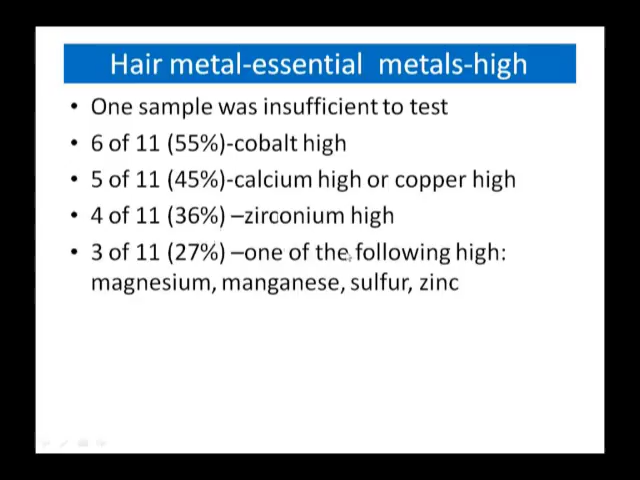 Hair metal-essential metals-high
• One sample was insufficient to test
• 6 of 11 (55%)-cobalt high
• 5 of 11 (45%)-calcium high or copper high
• 4 of 11 (36%) –zirconium high
• 3 of 11 (27%) –one of the following high:
magnesium, manganese, sulfur, zinc